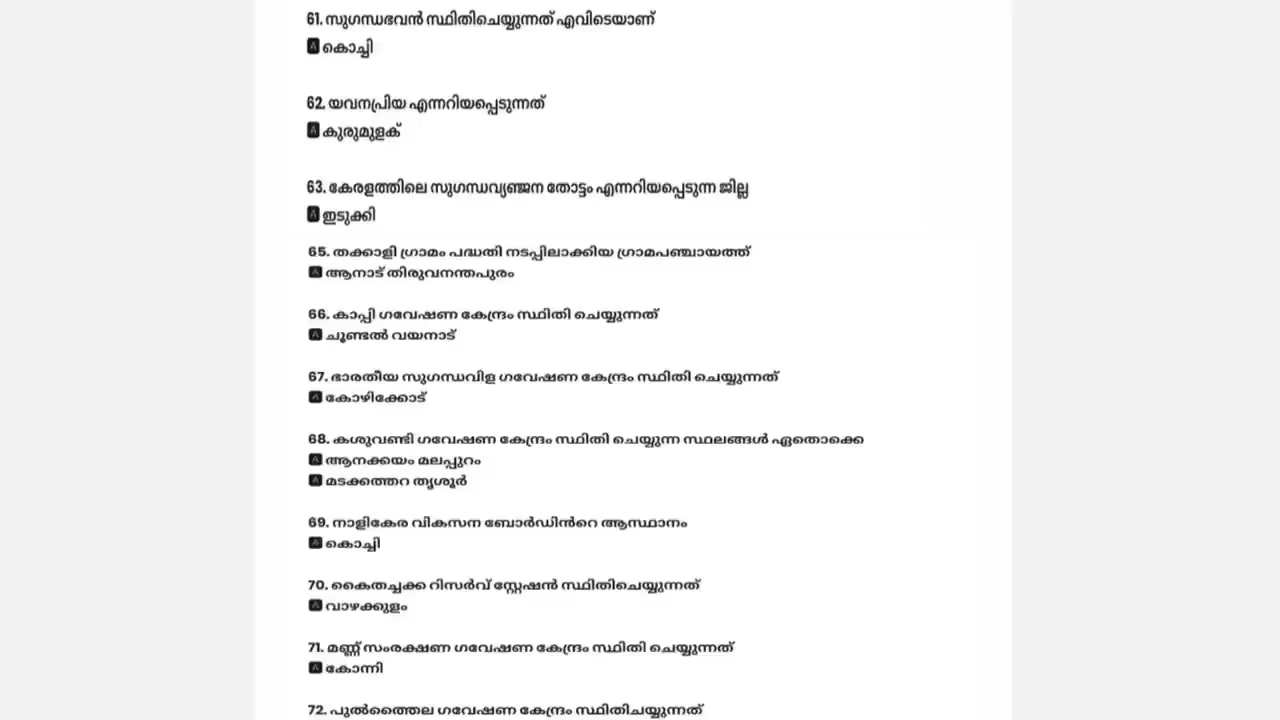 61. സുഗന്ധഭവൻ സ്ഥിതിചെയ്യുന്നത് എവിടെയാണ്
🅰 കൊച്ചി
62. യവനപ്രിയ എന്നറിയപ്പെടുന്നത്
🅰 കുരുമുളക്
63. കേരളത്തിലെ സുഗന്ധവ്യഞ്ജന തോട്ടം എന്നറിയപ്പെടുന്ന ജില്ല
🅰 ഇടുക്കി
65. തക്കാളി ഗ്രാമം പദ്ധതി നടപ്പിലാക്കിയ ഗ്രാമപഞ്ചായത്ത്
🅰 ആനാട് തിരുവനന്തപുരം
66. കാപ്പി ഗവേഷണ കേന്ദ്രം സ്ഥിതി ചെയ്യുന്നത്
🅰 ചൂണ്ടൽ വയനാട്
67. ഭാരതീയ സുഗന്ധവിള ഗവേഷണ കേന്ദ്രം സ്ഥിതി ചെയ്യുന്നത്
🅰 കോഴിക്കോട്
68. കശുവണ്ടി ഗവേഷണ കേന്ദ്രം സ്ഥിതി ചെയ്യുന്ന സ്ഥലങ്ങൾ ഏതൊക്കെ
🅰 ആനക്കയം മലപ്പുറം
🅰 മടക്കത്തറ തൃശൂർ
69. നാളികേര വികസന ബോർഡിൻറെ ആസ്ഥാനം
🅰 കൊച്ചി
70. കൈതച്ചക്ക റിസർവ് സ്റ്റേഷൻ സ്ഥിതിചെയ്യുന്നത്
🅰 വാഴക്കുളം
71. മണ്ണ് സംരക്ഷണ ഗവേഷണ കേന്ദ്രം സ്ഥിതി ചെയ്യുന്നത്
🅰 കോന്നി
72. പുൽത്തൈല ഗവേഷണ കേന്ദ്രം സ്ഥിതിചയ്യുന്നത്